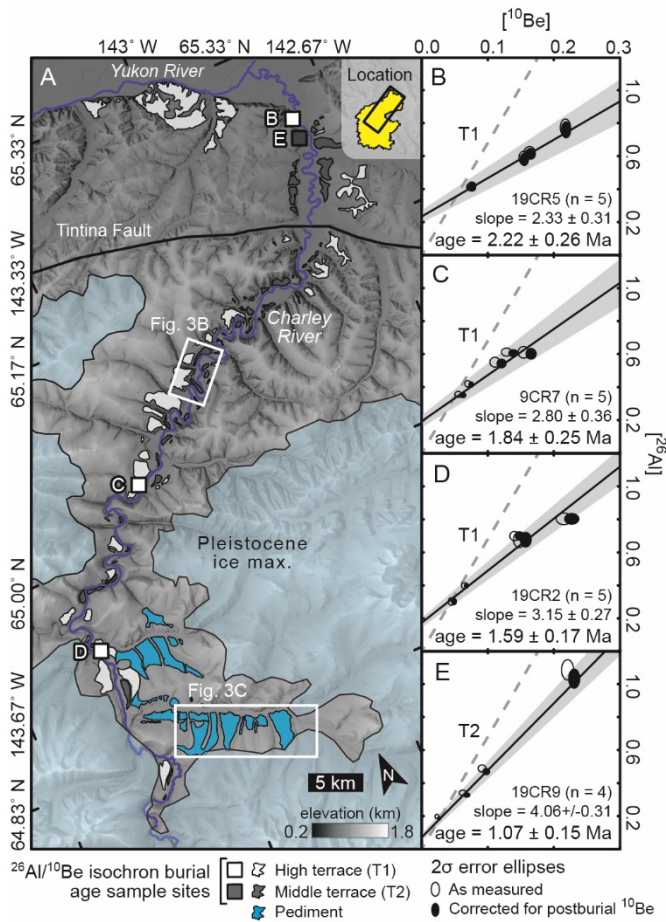 [¹⁰Be]
143° W 65.33° N 142.67° W
0.0 0.1 0.2 0.3
A
Yukon River
Location
B
E
65.33° N
Tintina Fault
143.33° W
Fig. 3B
Charley River
65.17° N
C
Pleistocene
ice max.
65.00° N
D
Fig. 3C
143.67° W
5 km
N
elevation (km)
0.2 1.8
64.83° N
B
T1
19CR5 (n = 5)
slope = 2.33 ± 0.31
age = 2.22 ± 0.26 Ma
1.0
0.6
0.2
C
T1
9CR7 (n = 5)
slope = 2.80 ± 0.36
age = 1.84 ± 0.25 Ma
1.0
0.6
0.2
[²⁶Al]
D
T1
19CR2 (n = 5)
slope = 3.15 ± 0.27
age = 1.59 ± 0.17 Ma
1.0
0.6
0.2
E
T2
19CR9 (n = 4)
slope = 4.06+/-0.31
age = 1.07 ± 0.15 Ma
1.0
0.6
0.2
²⁶Al/¹⁰Be isochron burial
age sample sites
High terrace (T1)
Middle terrace (T2)
Pediment
2σ error ellipses
As measured
Corrected for postburial ¹⁰Be